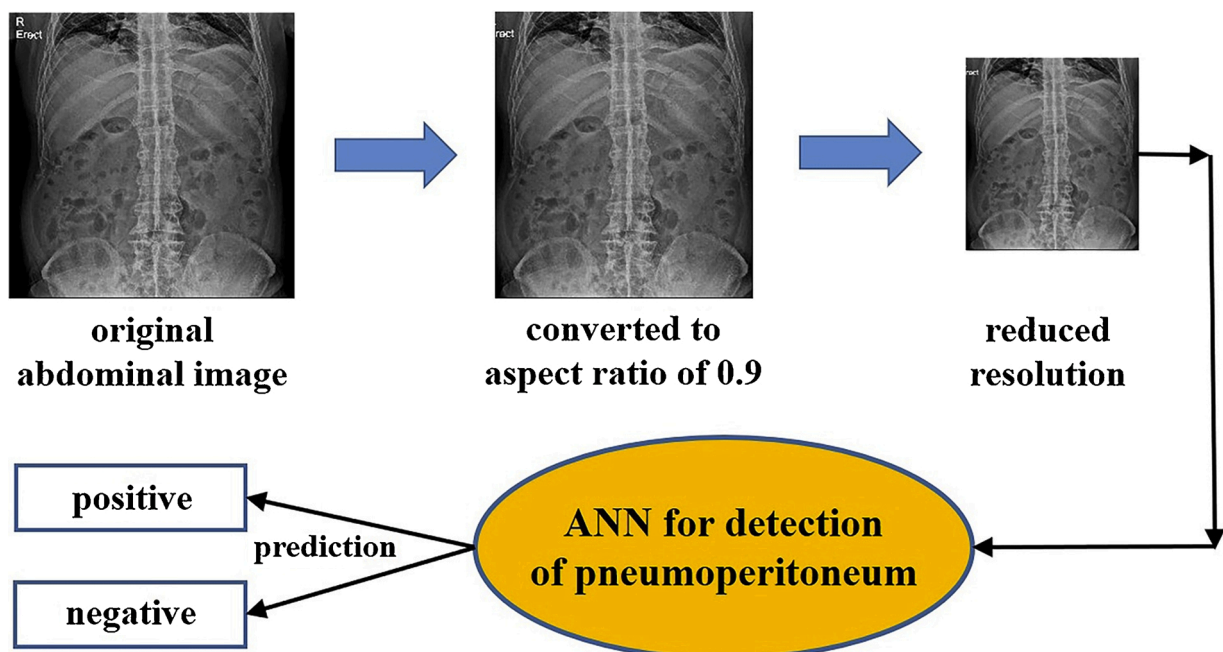 R
Erect
Erect
original
abdominal image
converted to
aspect ratio of 0.9
reduced
resolution
positive
prediction
negative
ANN for detection
of pneumoperitoneum